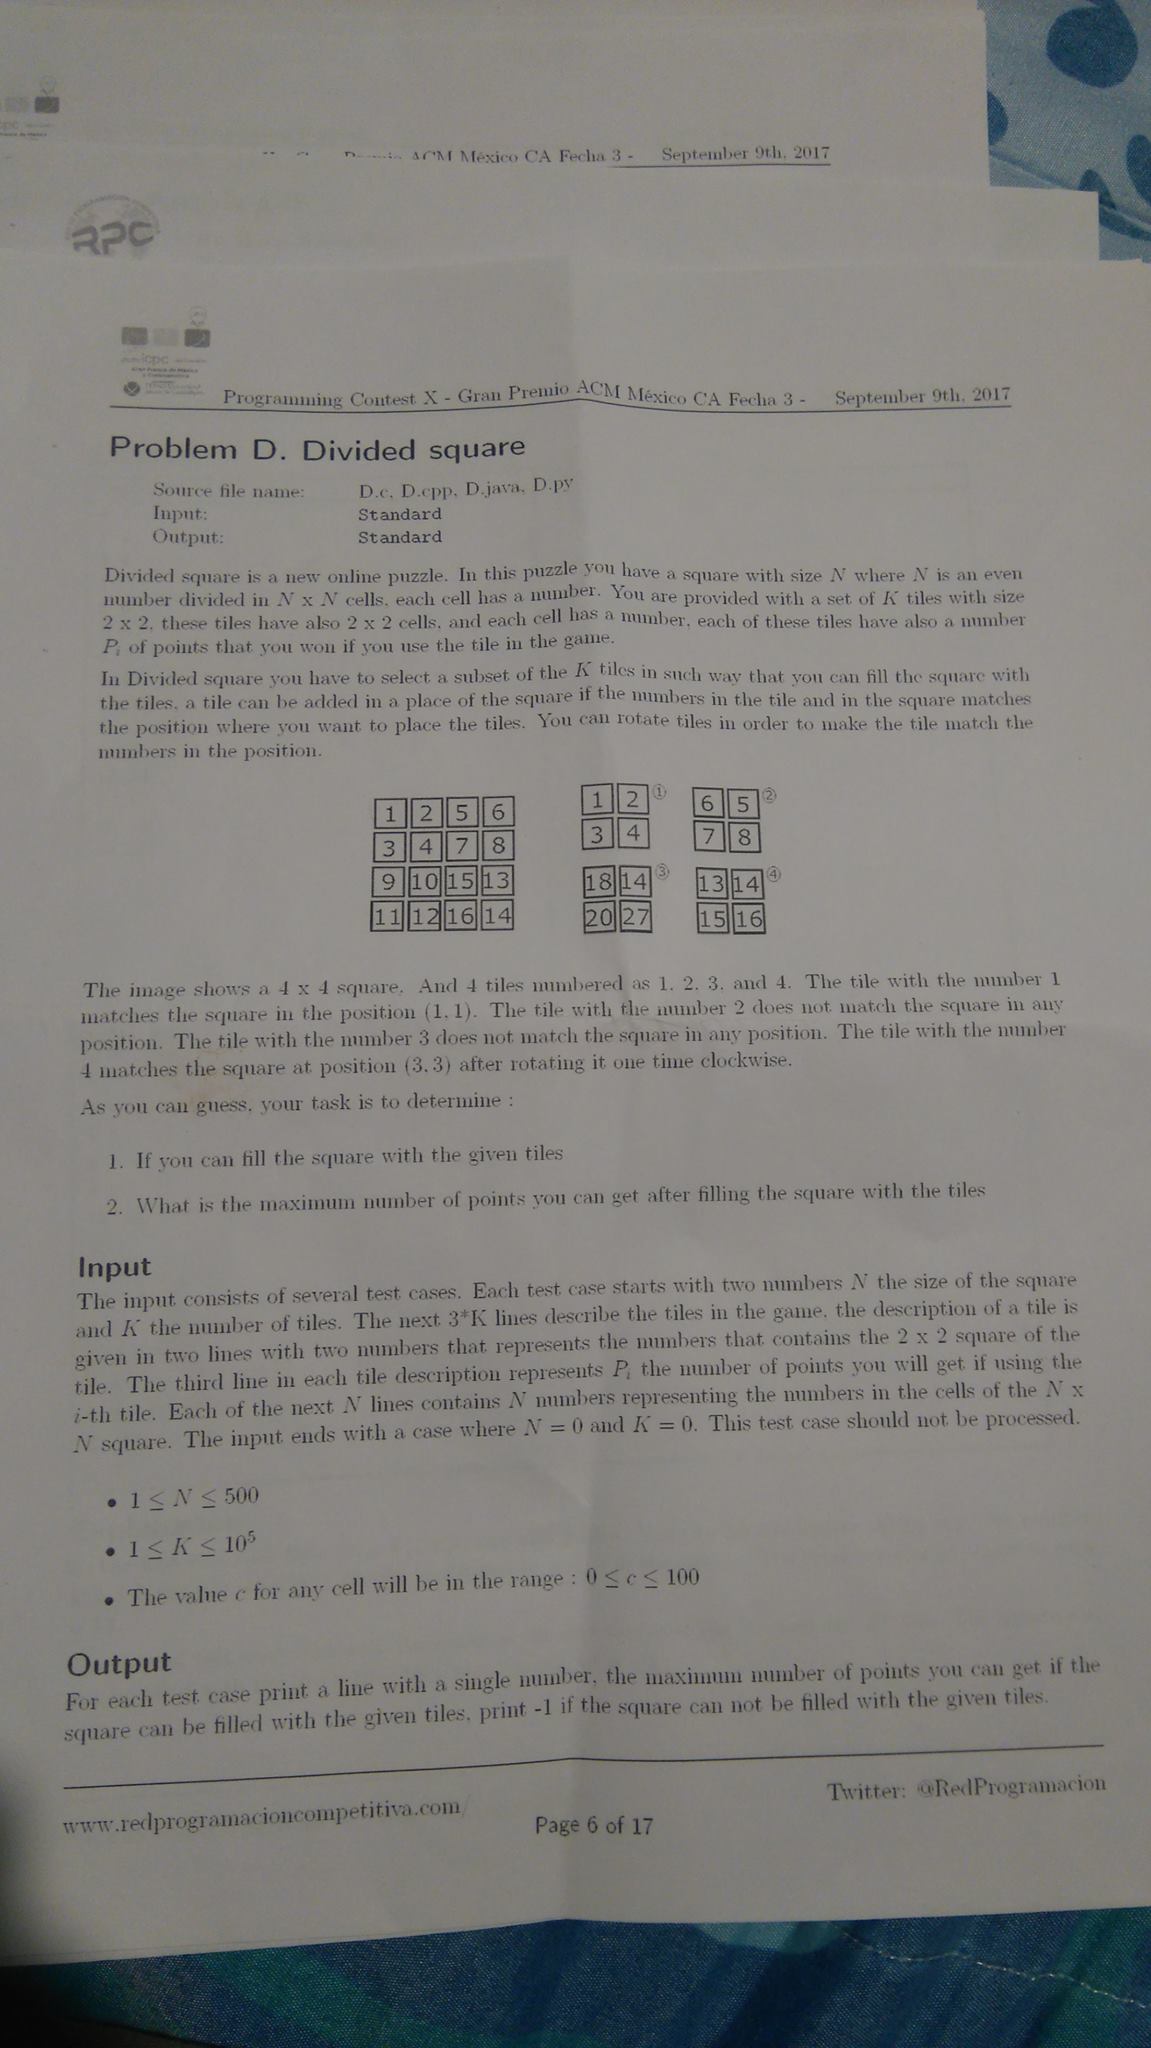 ACM México CA Fecha 3 - September 9th, 2017
RPC
icpc
Programming Contest X - Gran Premio ACM México CA Fecha 3 - September 9th, 2017
Problem D. Divided square
Source file name: D.c, D.cpp, D.java, D.py
Input: Standard
Output: Standard
Divided square is a new online puzzle. In this puzzle you have a square with size N where N is an even
number divided in N x N cells, each cell has a number. You are provided with a set of K tiles with size
2 x 2, these tiles have also 2 x 2 cells, and each cell has a number, each of these tiles have also a number
Pi of points that you won if you use the tile in the game.
In Divided square you have to select a subset of the K tiles in such way that you can fill the square with
the tiles, a tile can be added in a place of the square if the numbers in the tile and in the square matches
the position where you want to place the tiles. You can rotate tiles in order to make the tile match the
numbers in the position.
1 2 5 6 1 2 ① 6 5 ②
3 4 7 8 3 4 7 8
9 10 15 13 18 14 ③ 13 14 ④
11 12 16 14 20 27 15 16
The image shows a 4 x 4 square. And 4 tiles numbered as 1, 2, 3, and 4. The tile with the number 1
matches the square in the position (1, 1). The tile with the number 2 does not match the square in any
position. The tile with the number 3 does not match the square in any position. The tile with the number
4 matches the square at position (3, 3) after rotating it one time clockwise.
As you can guess, your task is to determine :
1. If you can fill the square with the given tiles
2. What is the maximum number of points you can get after filling the square with the tiles
Input
The input consists of several test cases. Each test case starts with two numbers N the size of the square
and K the number of tiles. The next 3*K lines describe the tiles in the game, the description of a tile is
given in two lines with two numbers that represents the numbers that contains the 2 x 2 square of the
tile. The third line in each tile description represents Pi the number of points you will get if using the
i-th tile. Each of the next N lines contains N numbers representing the numbers in the cells of the N x
N square. The input ends with a case where N = 0 and K = 0. This test case should not be processed.
• 1 ≤ N ≤ 500
• 1 ≤ K ≤ 10⁵
• The value c for any cell will be in the range : 0 ≤ c ≤ 100
Output
For each test case print a line with a single number, the maximum number of points you can get if the
square can be filled with the given tiles, print -1 if the square can not be filled with the given tiles.
www.redprogramacioncompetitiva.com/ Twitter: @RedProgramacion
Page 6 of 17